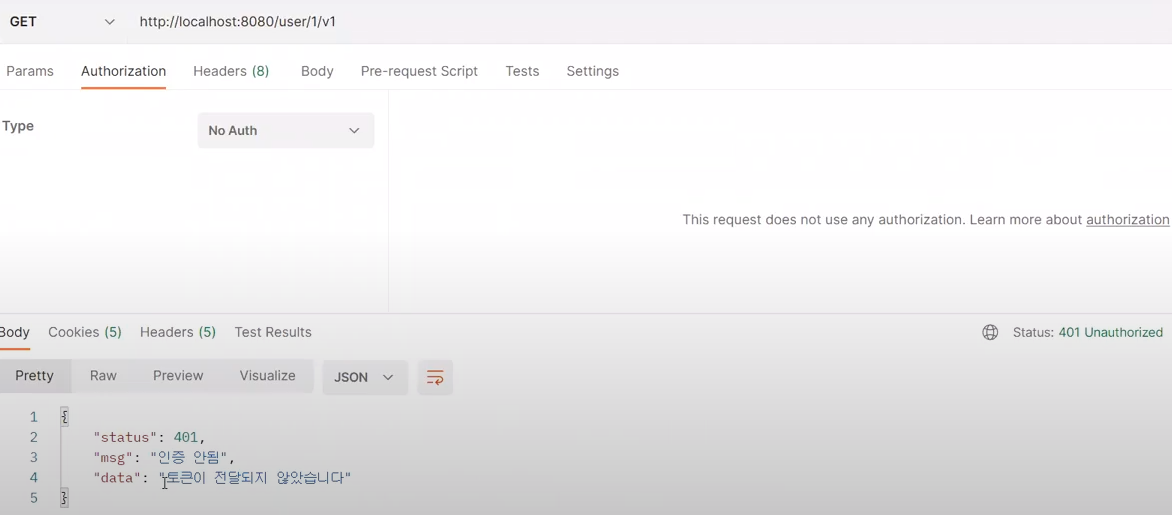 GET http://localhost:8080/user/1/v1
Params Authorization Headers (8) Body Pre-request Script Tests Settings
Type No Auth
This request does not use any authorization. Learn more about authorization
Body Cookies (5) Headers (5) Test Results Status: 401 Unauthorized
Pretty Raw Preview Visualize JSON
1 {
2 "status": 401,
3 "msg": "인증 안됨",
4 "data": "토큰이 전달되지 않았습니다"
5 }